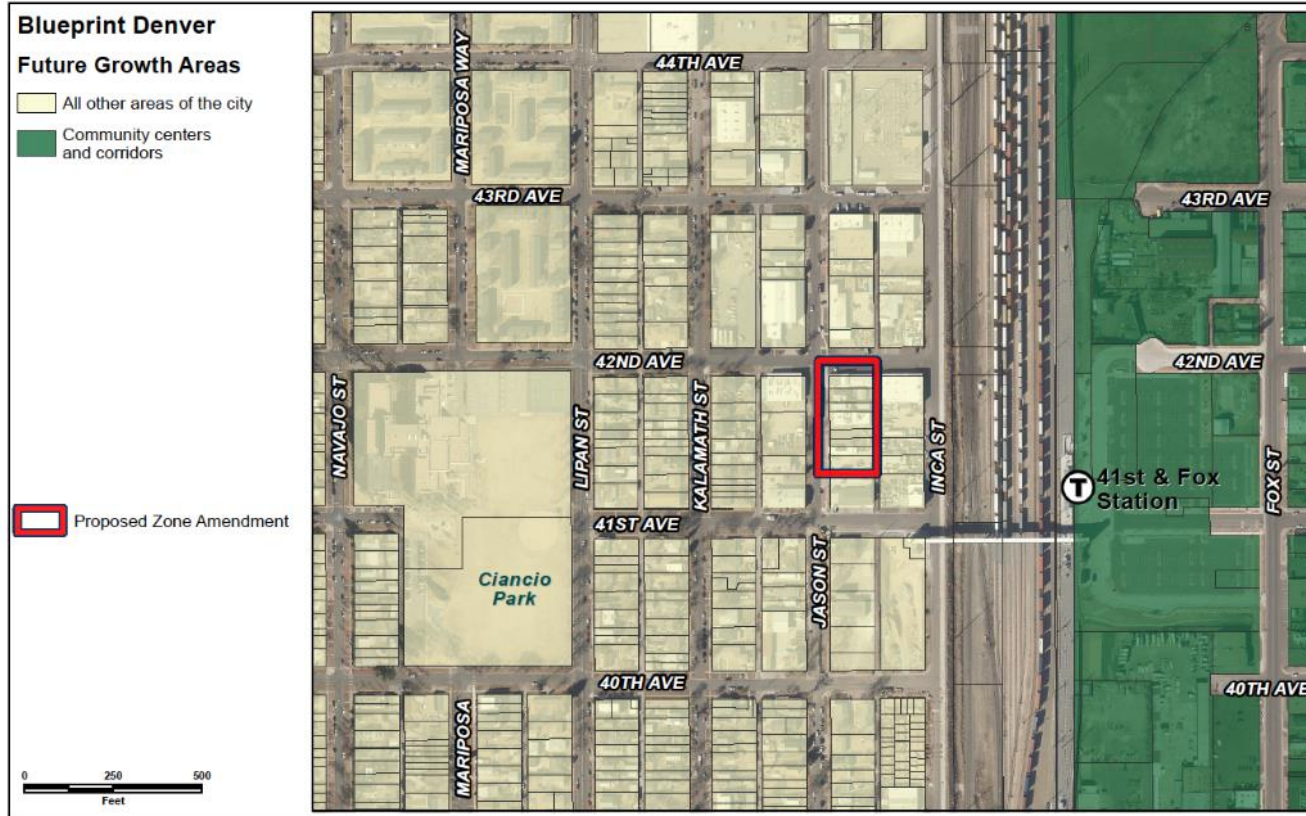 Blueprint Denver
Future Growth Areas
All other areas of the city
Community centers
and corridors
Proposed Zone Amendment
0 250 500
Feet
44TH AVE
MARIPOSA WAY
43RD AVE
43RD AVE
42ND AVE
42ND AVE
NAVAJO ST
LIPAN ST
KALAMATH ST
INCA ST
FOX ST
T
41st & Fox
Station
41ST AVE
JASON ST
Ciancio
Park
40TH AVE
40TH AVE
MARIPOSA